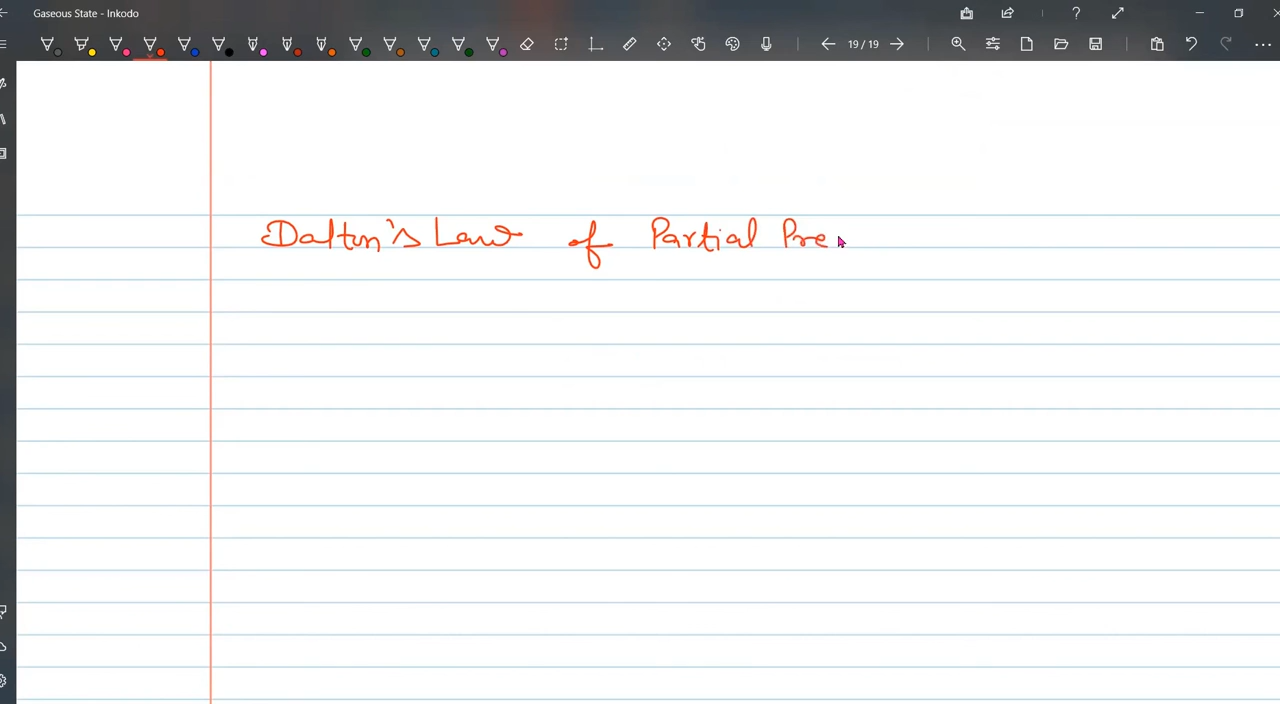 Gaseous State - Inkodo
19 / 19
Dalton's Law of Partial Pre